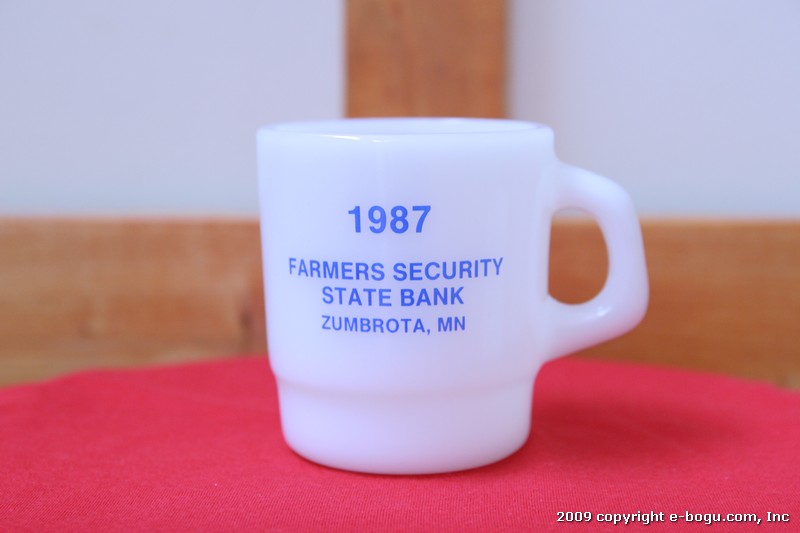 1987
FARMERS SECURITY
STATE BANK
ZUMBROTA, MN
2009 copyright e-bogu.com, Inc